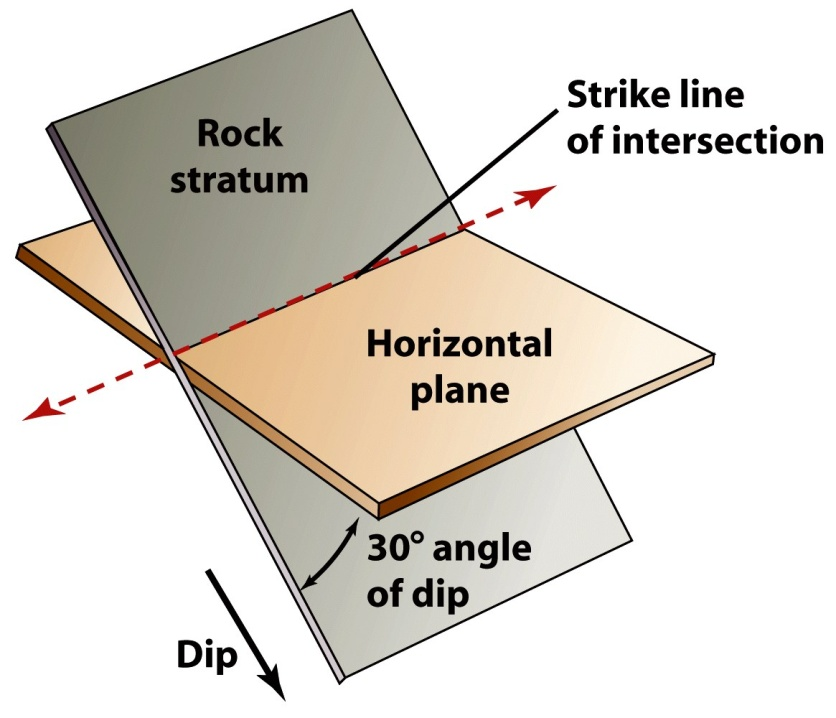 Rock
stratum
Strike line
of intersection
Horizontal
plane
30° angle
of dip
Dip